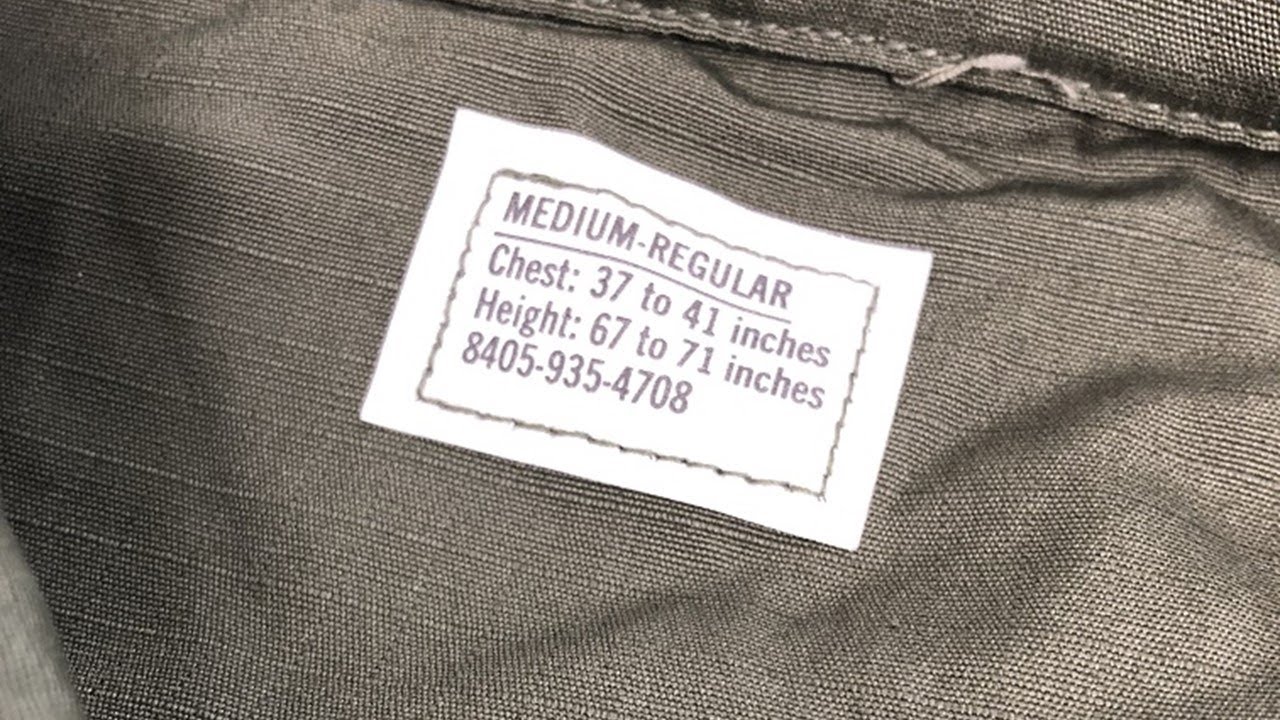 MEDIUM-REGULAR
Chest: 37 to 41 inches
Height: 67 to 71 inches
8405-935-4708